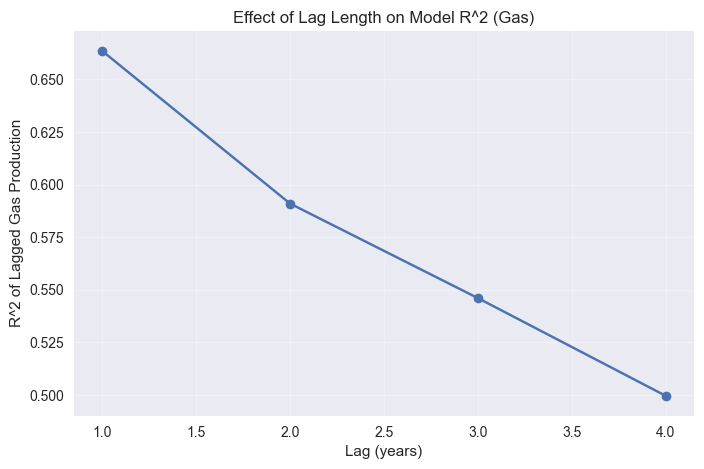 Effect of Lag Length on Model R^2 (Gas)
R^2 of Lagged Gas Production
0.650
0.625
0.600
0.575
0.550
0.525
0.500
1.0 1.5 2.0 2.5 3.0 3.5 4.0
Lag (years)